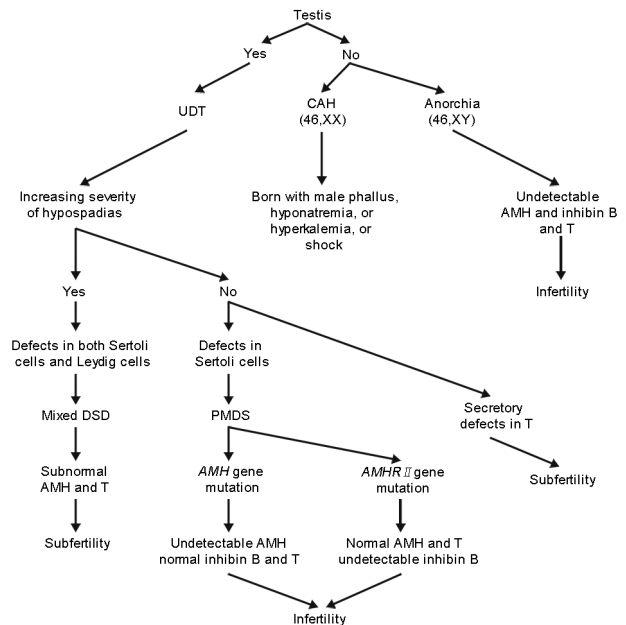 Testis
Yes
No
UDT
CAH
(46,XX)
Anorchia
(46,XY)
Increasing severity
of hypospadias
Born with male phallus,
hyponatremia, or
hyperkalemia, or
shock
Undetectable
AMH and inhibin B
and T
Yes
No
Infertility
Defects in both Sertoli
cells and Leydig cells
Defects in
Sertoli cells
Mixed DSD
PMDS
Secretory
defects in T
Subnormal
AMH and T
AMH gene
mutation
AMHRⅡ gene
mutation
Subfertility
Subfertility
Undetectable AMH
normal inhibin B and T
Normal AMH and T
undetectable inhibin B
Infertility